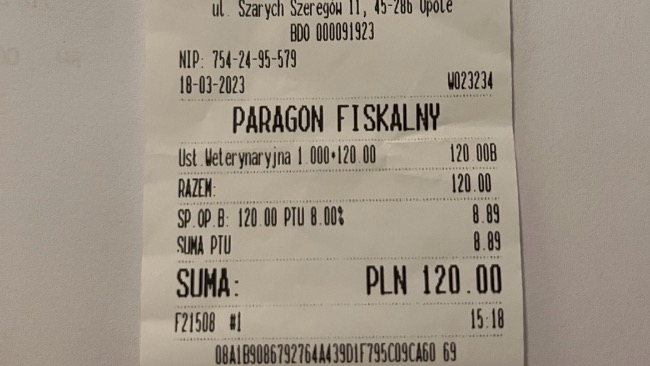 ul. Szarych Szeregów 11, 45-286 Opole
BDO 000091923
NIP: 754-24-95-579
18-03-2023 W023234
PARAGON FISKALNY
Ust.Weterynaryjna 1.000*120.00 120.00B
RAZEM: 120.00
SP.OP.B: 120.00 PTU 8.00% 8.89
SUMA PTU 8.89
SUMA: PLN 120.00
F21508 #1 15:18
08A1B9086792764A439D1F795C09CA60 69